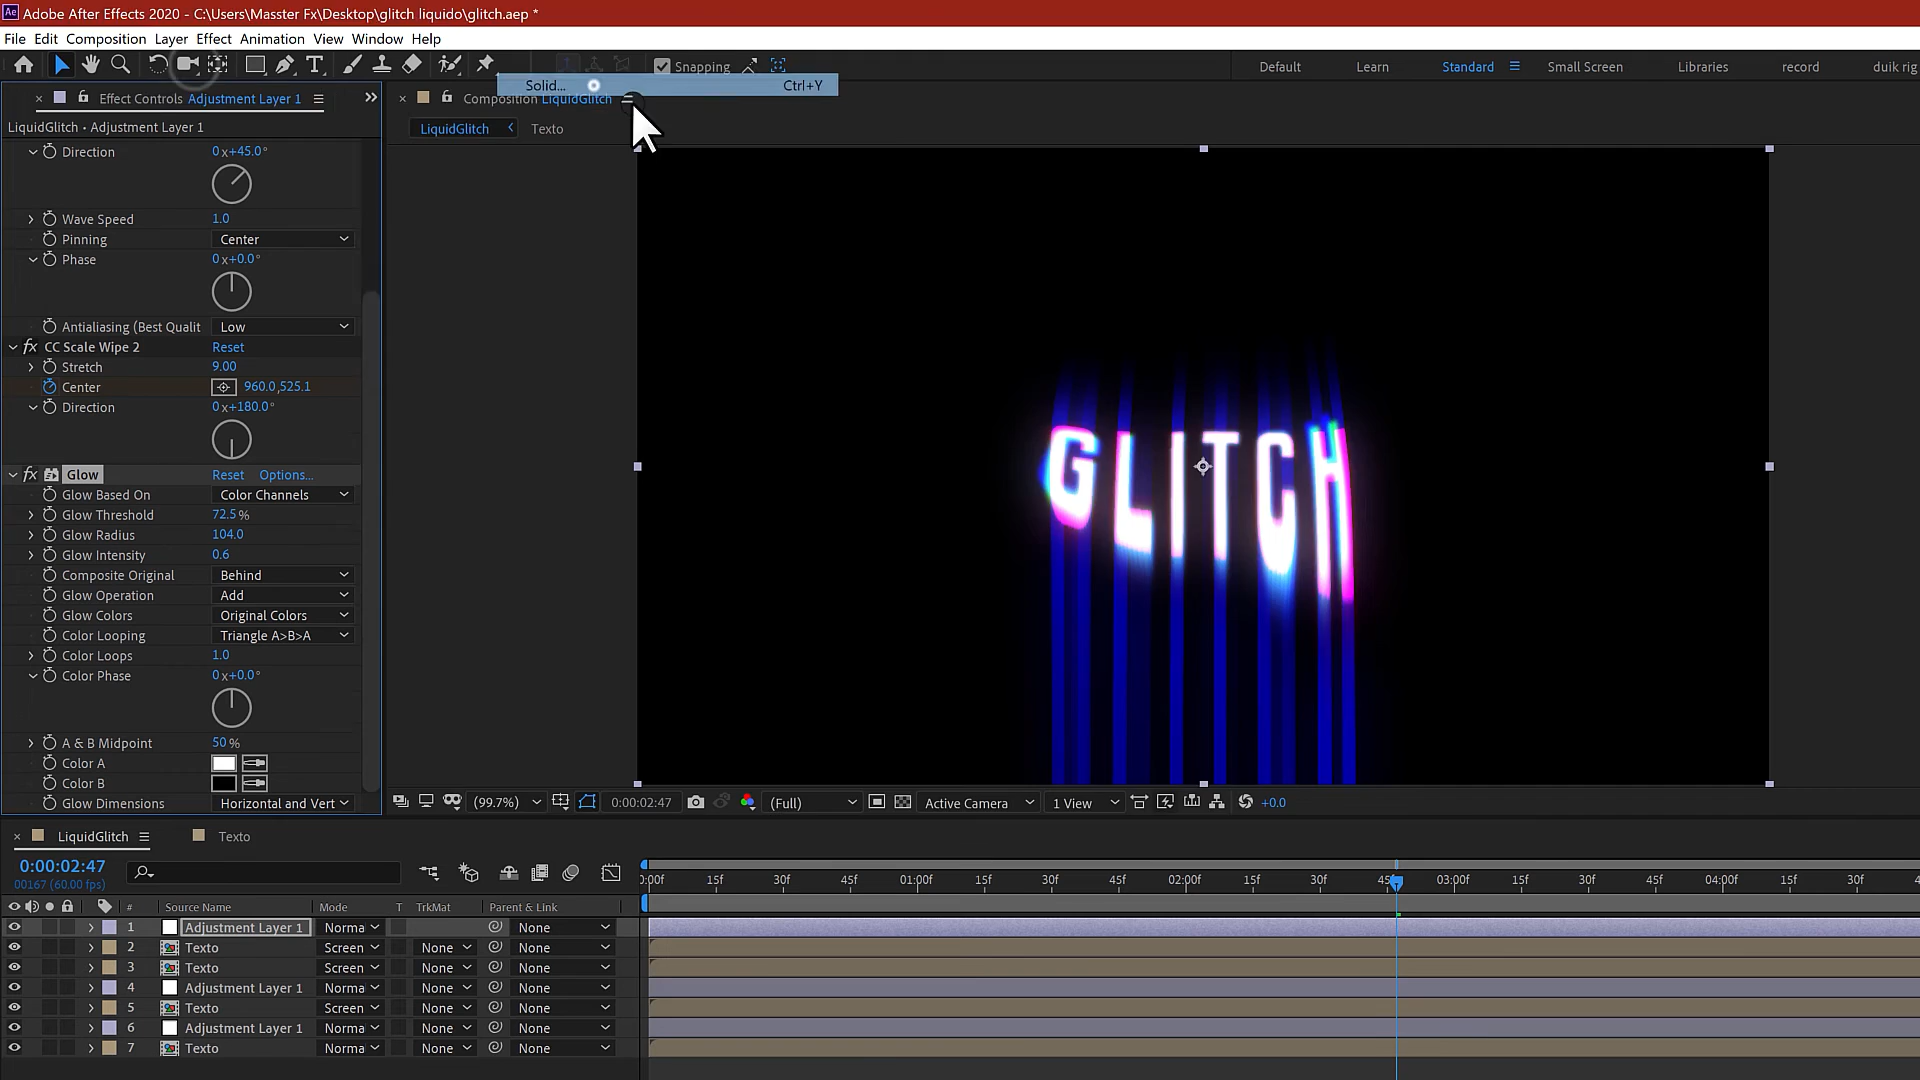 Ae Adobe After Effects 2020 - C:\Users\Masster Fx\Desktop\glitch liquido\glitch.aep *
File Edit Composition Layer Effect Animation View Window Help
T Snapping Default Learn Standard Small Screen Libraries record duik rig
Solid... Ctrl+Y
Effect Controls Adjustment Layer 1
Composition LiquidGlitch
LiquidGlitch • Adjustment Layer 1
LiquidGlitch Texto
Direction 0x+45.0°
Wave Speed 1.0
Pinning Center
Phase 0x+0.0°
Antialiasing (Best Qualit Low
fx CC Scale Wipe 2 Reset
Stretch 9.00
Center 960.0,525.1
Direction 0x+180.0°
fx Glow Reset Options...
Glow Based On Color Channels
Glow Threshold 72.5%
Glow Radius 104.0
Glow Intensity 0.6
Composite Original Behind
Glow Operation Add
Glow Colors Original Colors
Color Looping Triangle A>B>A
Color Loops 1.0
Color Phase 0x+0.0°
A & B Midpoint 50%
Color A
Color B
Glow Dimensions Horizontal and Vert
GLITCH
(99.7%) 0:00:02:47 (Full) Active Camera 1 View +0.0
LiquidGlitch Texto
0:00:02:47
00167 (60.00 fps)
):00f 15f 30f 45f 01:00f 15f 30f 45f 02:00f 15f 30f 45 03:00f 15f 30f 45f 04:00f 15f 30f 4
# Source Name Mode T TrkMat Parent & Link
1 Adjustment Layer 1 Norma None
2 Texto Screen None None
3 Texto Screen None None
4 Adjustment Layer 1 Norma None None
5 Texto Screen None None
6 Adjustment Layer 1 Norma None None
7 Texto Norma None None